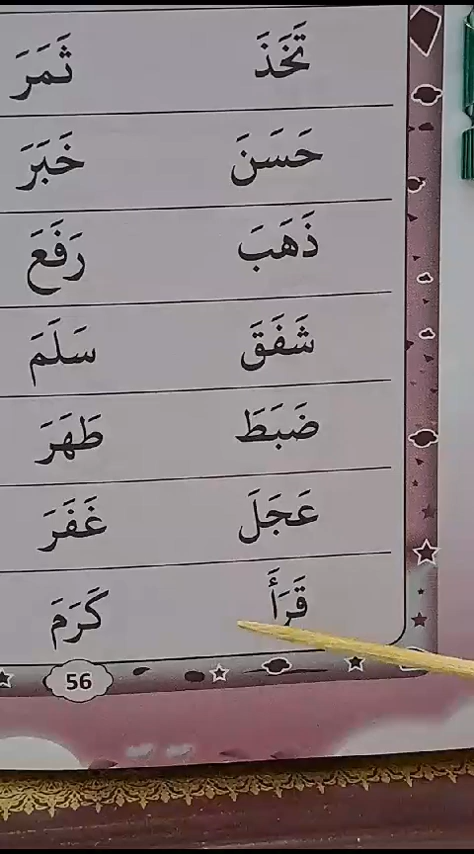 تَخَذَ ثَمَرَ
حَسَنَ خَبَرَ
ذَهَبَ رَفَعَ
شَفَقَ سَلَمَ
ضَبَطَ طَهَرَ
عَجَلَ غَفَرَ
قَرَأَ كَرَمَ
56